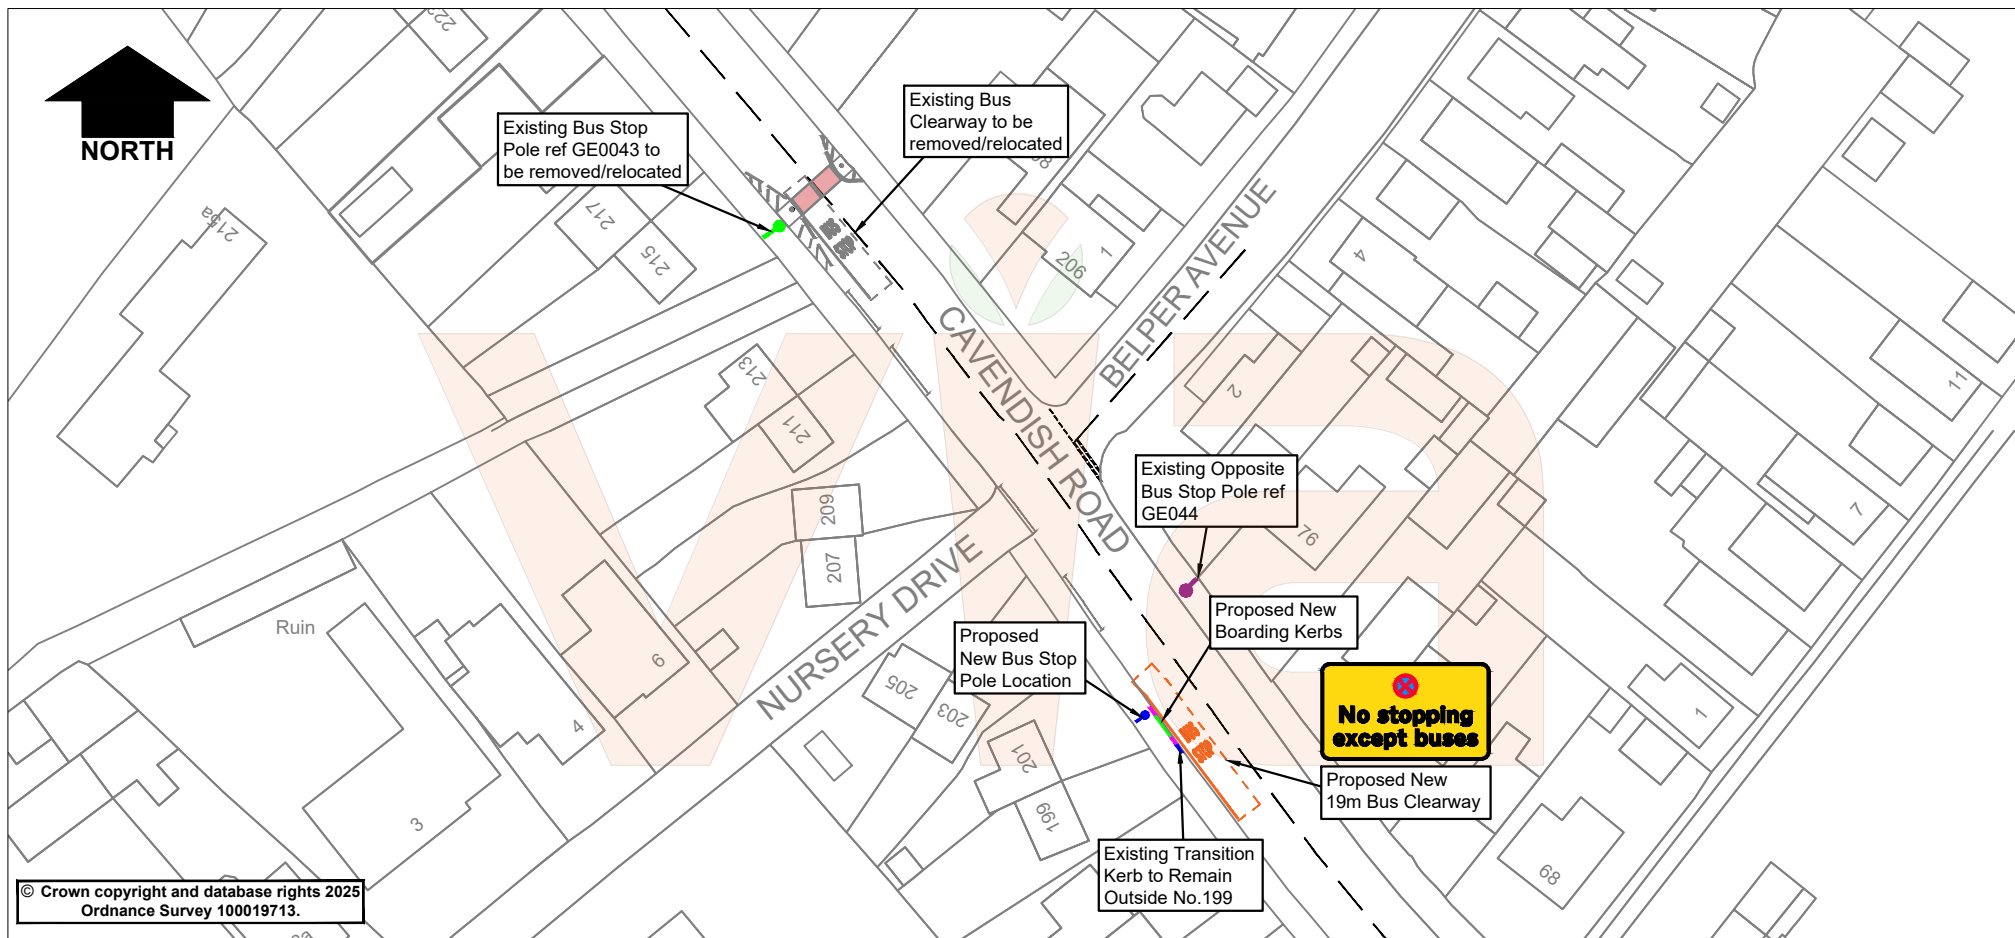 NORTH
Existing Bus Stop
Pole ref GE0043 to
be removed/relocated
Existing Bus
Clearway to be
removed/relocated
215a
217
215
206
1
4
BELPER AVENUE
CAVENDISH ROAD
213
211
2
11
209
207
76
7
Existing Opposite
Bus Stop Pole ref
GE044
NURSERY DRIVE
Ruin
Proposed New
Boarding Kerbs
Proposed
New Bus Stop
Pole Location
205
203
201
199
4
3
1
No stopping
except buses
Proposed New
19m Bus Clearway
Existing Transition
Kerb to Remain
Outside No.199
© Crown copyright and database rights 2025
Ordnance Survey 100019713.
via